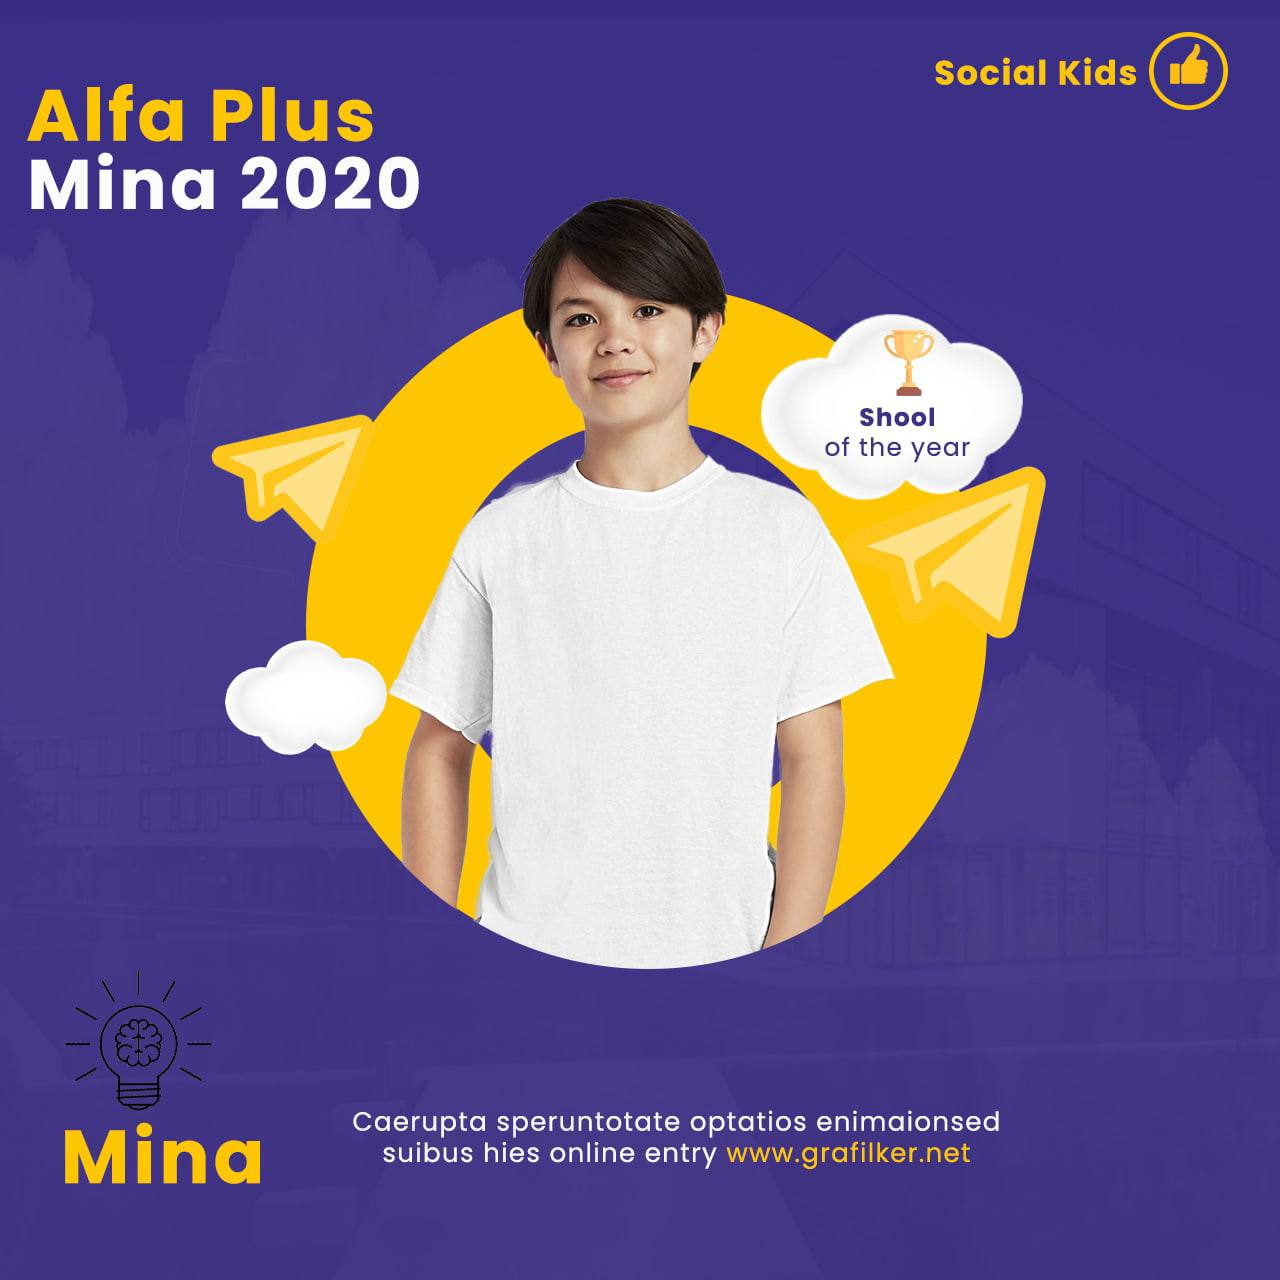 Social Kids
Alfa Plus
Mina 2020
Shool
of the year
Mina
Caerupta speruntotate optatios enimaionsed
suibus hies online entry www.grafilker.net